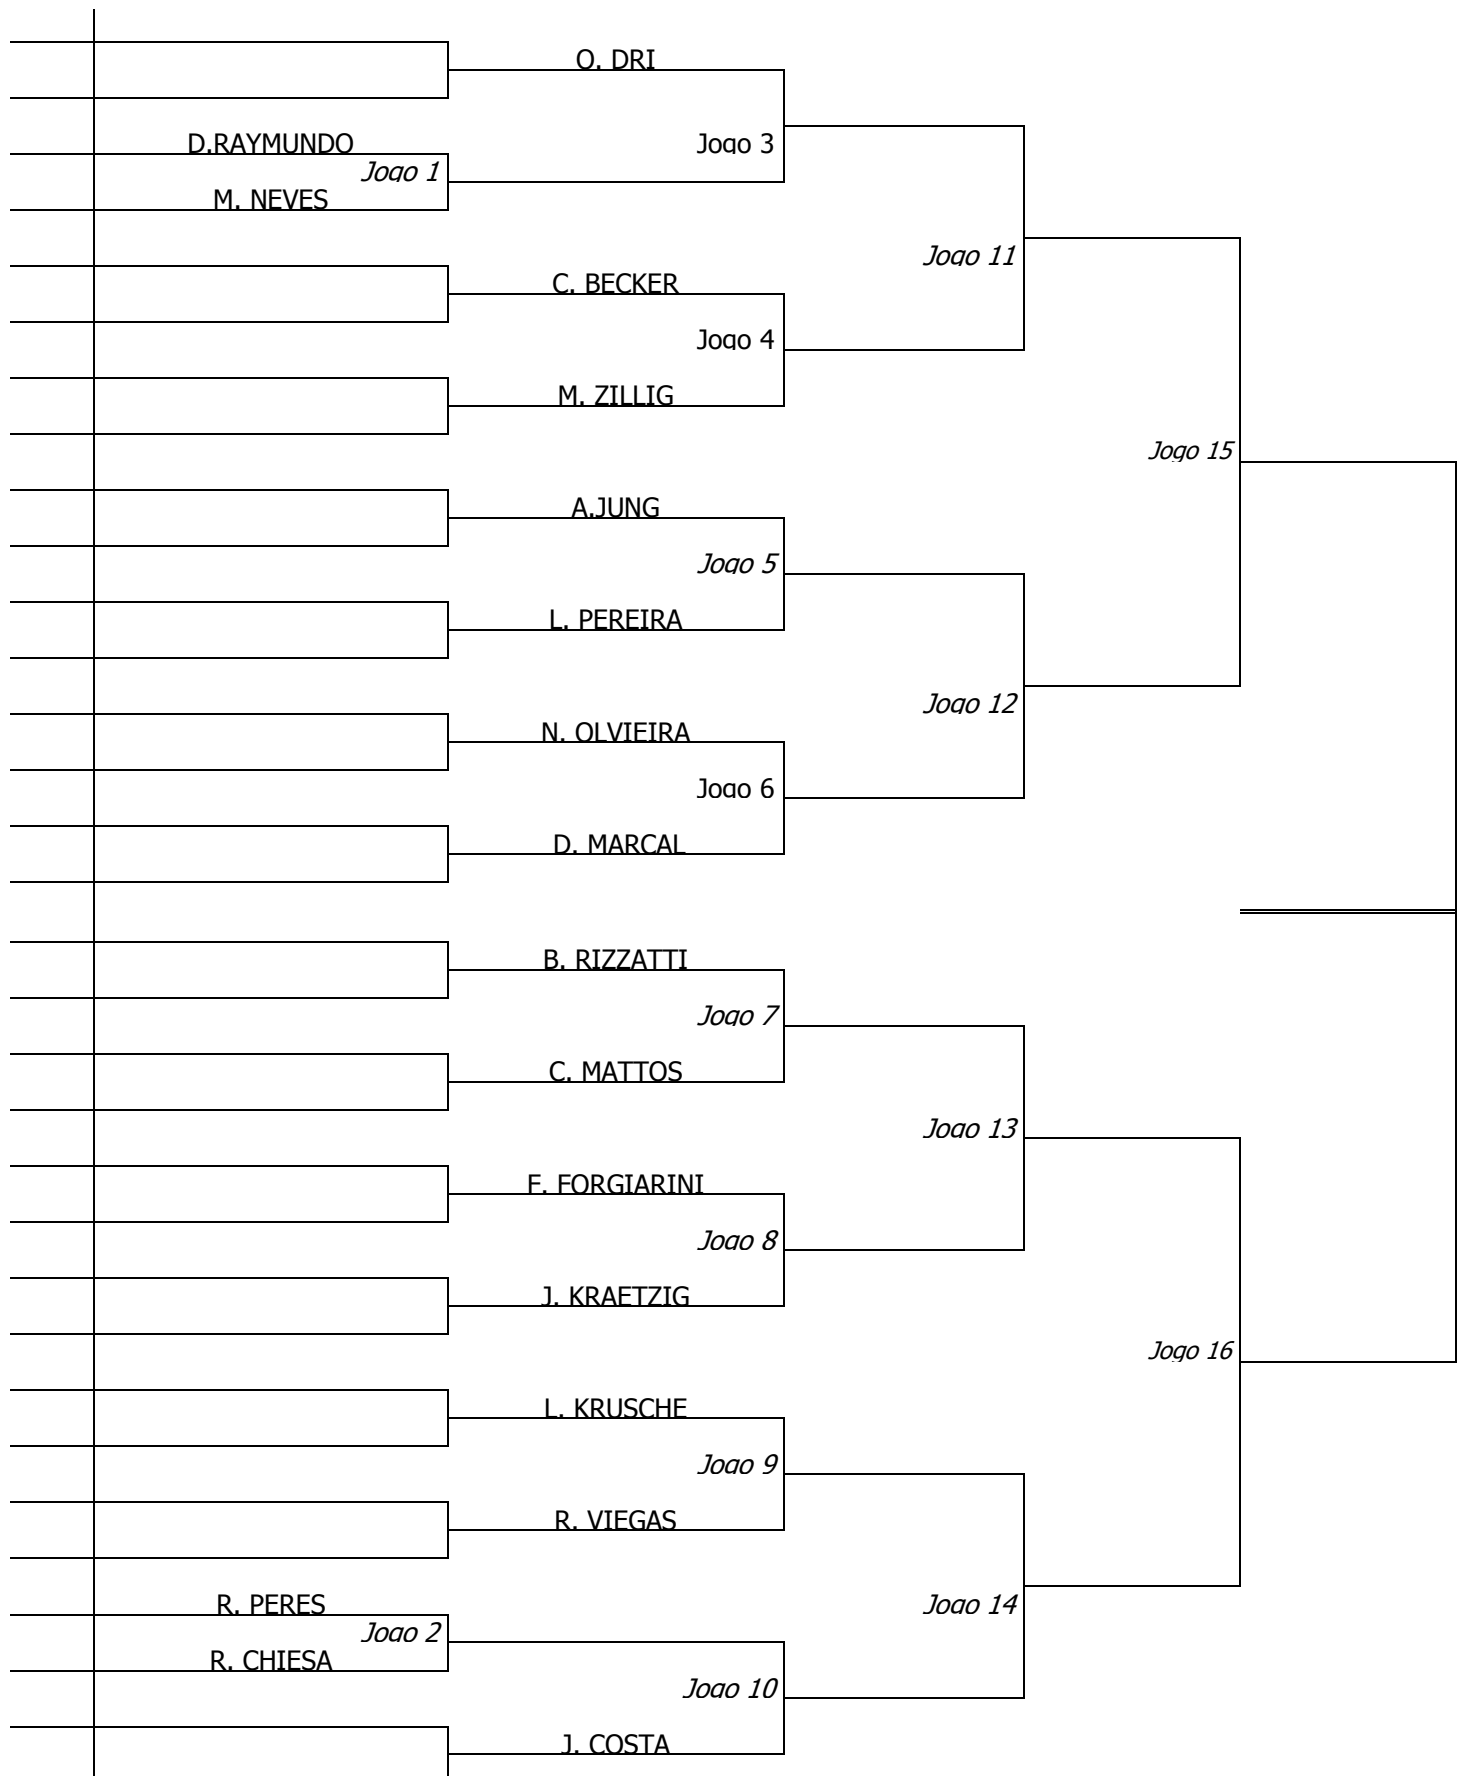 O. DRI
D.RAYMUNDO
Jogo 3
Jogo 1
M. NEVES
Jogo 11
C. BECKER
Jogo 4
M. ZILLIG
Jogo 15
A.JUNG
Jogo 5
L. PEREIRA
Jogo 12
N. OLVIEIRA
Jogo 6
D. MARCAL
B. RIZZATTI
Jogo 7
C. MATTOS
Jogo 13
F. FORGIARINI
Jogo 8
J. KRAETZIG
Jogo 16
L. KRUSCHE
Jogo 9
R. VIEGAS
R. PERES
Jogo 14
Jogo 2
R. CHIESA
Jogo 10
J. COSTA